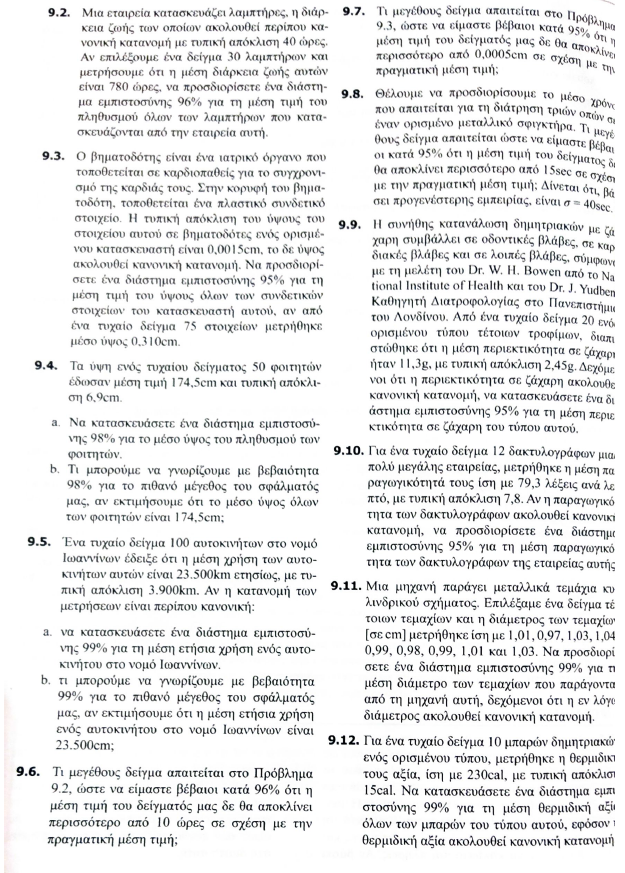 9.2. Μια εταιρεία κατασκευάζει λαμπτήρες, η διάρ-
κεια ζωής των οποίων ακολουθεί περίπου κα-
νονική κατανομή με τυπική απόκλιση 40 ώρες.
Αν επιλέξουμε ένα δείγμα 30 λαμπτήρων και
μετρήσουμε ότι η μέση διάρκεια ζωής αυτών
είναι 780 ώρες, να προσδιορίσετε ένα διάστη-
μα εμπιστοσύνης 96% για τη μέση τιμή του
πληθυσμού όλων των λαμπτήρων που κατα-
σκευάζονται από την εταιρεία αυτή.
9.3. Ο βηματοδότης είναι ένα ιατρικό όργανο που
τοποθετείται σε καρδιοπαθείς για το συγχρονι-
σμό της καρδιάς τους. Στην κορυφή του βημα-
τοδότη, τοποθετείται ένα πλαστικό συνδετικό
στοιχείο. Η τυπική απόκλιση του ύψους του
στοιχείου αυτού σε βηματοδότες ενός ορισμέ-
νου κατασκευαστή είναι 0,0015cm, το δε ύψος
ακολουθεί κανονική κατανομή. Να προσδιορί-
σετε ένα διάστημα εμπιστοσύνης 95% για τη
μέση τιμή του ύψους όλων των συνδετικών
στοιχείων του κατασκευαστή αυτού, αν από
ένα τυχαίο δείγμα 75 στοιχείων μετρήθηκε
μέσο ύψος 0,310cm.
9.4. Τα ύψη ενός τυχαίου δείγματος 50 φοιτητών
έδωσαν μέση τιμή 174,5cm και τυπική απόκλι-
ση 6,9cm.
a. Να κατασκευάσετε ένα διάστημα εμπιστοσύ-
νης 98% για το μέσο ύψος του πληθυσμού των
φοιτητών.
b. Τι μπορούμε να γνωρίζουμε με βεβαιότητα
98% για το πιθανό μέγεθος του σφάλματός
μας, αν εκτιμήσουμε ότι το μέσο ύψος όλων
των φοιτητών είναι 174,5cm;
9.5. Ένα τυχαίο δείγμα 100 αυτοκινήτων στο νομό
Ιωαννίνων έδειξε ότι η μέση χρήση των αυτο-
κινήτων αυτών είναι 23.500km ετησίως, με τυ-
πική απόκλιση 3.900km. Αν η κατανομή των
μετρήσεων είναι περίπου κανονική:
a. να κατασκευάσετε ένα διάστημα εμπιστοσύ-
νης 99% για τη μέση ετήσια χρήση ενός αυτο-
κινήτου στο νομό Ιωαννίνων.
b. τι μπορούμε να γνωρίζουμε με βεβαιότητα
99% για το πιθανό μέγεθος του σφάλματός
μας, αν εκτιμήσουμε ότι η μέση ετήσια χρήση
ενός αυτοκινήτου στο νομό Ιωαννίνων είναι
23.500cm;
9.6. Τι μεγέθους δείγμα απαιτείται στο Πρόβλημα
9.2, ώστε να είμαστε βέβαιοι κατά 96% ότι η
μέση τιμή του δείγματός μας δε θα αποκλίνει
περισσότερο από 10 ώρες σε σχέση με την
πραγματική μέση τιμή;
9.7. Τι μεγέθους δείγμα απαιτείται στο Πρόβλημα
9.3, ώστε να είμαστε βέβαιοι κατά 95% ότι η
μέση τιμή του δείγματός μας δε θα αποκλίνει
περισσότερο από 0,0005cm σε σχέση με την
πραγματική μέση τιμή;
9.8. Θέλουμε να προσδιορίσουμε το μέσο χρόνο
που απαιτείται για τη διάτρηση τριών οπών σε
έναν ορισμένο μεταλλικό σφιγκτήρα. Τι μεγέ
θους δείγμα απαιτείται ώστε να είμαστε βέβαι
οι κατά 95% ότι η μέση τιμή του δείγματος δ
θα αποκλίνει περισσότερο από 15sec σε σχέσ
με την πραγματική μέση τιμή; Δίνεται ότι, βά
σει προγενέστερης εμπειρίας, είναι σ = 40sec.
9.9. Η συνήθης κατανάλωση δημητριακών με ζά
χαρη συμβάλλει σε οδοντικές βλάβες, σε καρ
διακές βλάβες και σε λοιπές βλάβες, σύμφωνα
με τη μελέτη του Dr. W. H. Bowen από το Na
tional Institute of Health και του Dr. J. Yudben
Καθηγητή Διατροφολογίας στο Πανεπιστήμιο
του Λονδίνου. Από ένα τυχαίο δείγμα 20 ενό
ορισμένου τύπου τέτοιων τροφίμων, διαπι
στώθηκε ότι η μέση περιεκτικότητα σε ζάχαρη
ήταν 11,3g, με τυπική απόκλιση 2,45g. Δεχόμε
νοι ότι η περιεκτικότητα σε ζάχαρη ακολουθε
κανονική κατανομή, να κατασκευάσετε ένα δι
άστημα εμπιστοσύνης 95% για τη μέση περιε
κτικότητα σε ζάχαρη του τύπου αυτού.
9.10. Για ένα τυχαίο δείγμα 12 δακτυλογράφων μια
πολύ μεγάλης εταιρείας, μετρήθηκε η μέση πα
ραγωγικότητά τους ίση με 79,3 λέξεις ανά λε
πτό, με τυπική απόκλιση 7,8. Αν η παραγωγικό
τητα των δακτυλογράφων ακολουθεί κανονική
κατανομή, να προσδιορίσετε ένα διάστημα
εμπιστοσύνης 95% για τη μέση παραγωγικό
τητα των δακτυλογράφων της εταιρείας αυτής
9.11. Μια μηχανή παράγει μεταλλικά τεμάχια κυ
λινδρικού σχήματος. Επιλέξαμε ένα δείγμα τέ
τοιων τεμαχίων και η διάμετρος των τεμαχίων
[σε cm] μετρήθηκε ίση με 1,01, 0,97, 1,03, 1,04
0,99, 0,98, 0,99, 1,01 και 1,03. Να προσδιορί
σετε ένα διάστημα εμπιστοσύνης 99% για τι
μέση διάμετρο των τεμαχίων που παράγοντα
από τη μηχανή αυτή, δεχόμενοι ότι η εν λόγω
διάμετρος ακολουθεί κανονική κατανομή.
9.12. Για ένα τυχαίο δείγμα 10 μπαρών δημητριακών
ενός ορισμένου τύπου, μετρήθηκε η θερμιδικ
τους αξία, ίση με 230cal, με τυπική απόκλισ
15cal. Να κατασκευάσετε ένα διάστημα εμπι
στοσύνης 99% για τη μέση θερμιδική αξί
όλων των μπαρών του τύπου αυτού, εφόσον
θερμιδική αξία ακολουθεί κανονική κατανομή